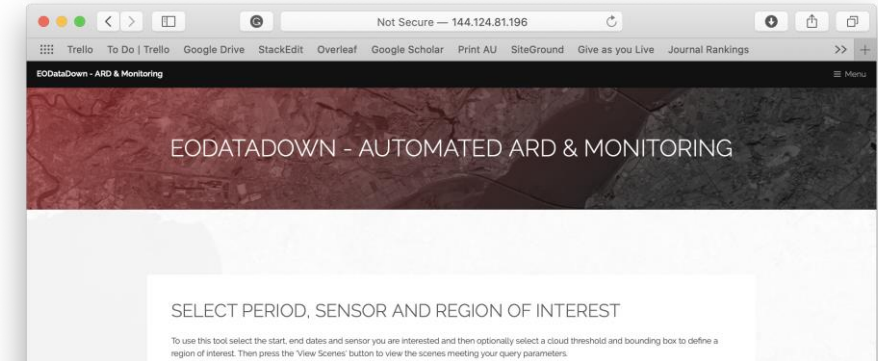 Not Secure — 144.124.81.196
Trello To Do | Trello Google Drive StackEdit Overleaf Google Scholar Print AU SiteGround Give as you Live Journal Rankings >> +
EODataDown - ARD & Monitoring ≡ Menu
EODATADOWN - AUTOMATED ARD & MONITORING
SELECT PERIOD, SENSOR AND REGION OF INTEREST
To use this tool select the start, end dates and sensor you are interested and then optionally select a cloud threshold and bounding box to define a
region of interest. Then press the 'View Scenes' button to view the scenes meeting your query parameters.